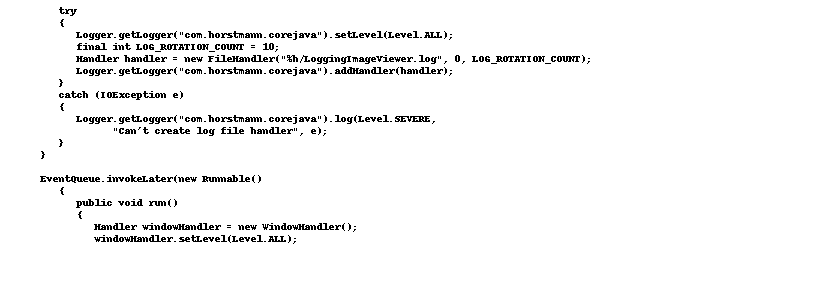 try
{
Logger.getLogger("com.horstmann.corejava").setLevel(Level.ALL);
final int LOG_ROTATION_COUNT = 10;
Handler handler = new FileHandler("%h/LoggingImageViewer.log", 0, LOG_ROTATION_COUNT);
Logger.getLogger("com.horstmann.corejava").addHandler(handler);
}
catch (IOException e)
{
Logger.getLogger("com.horstmann.corejava").log(Level.SEVERE,
"Can't create log file handler", e);
}
}
EventQueue.invokeLater(new Runnable()
{
public void run()
{
Handler windowHandler = new WindowHandler();
windowHandler.setLevel(Level.ALL);